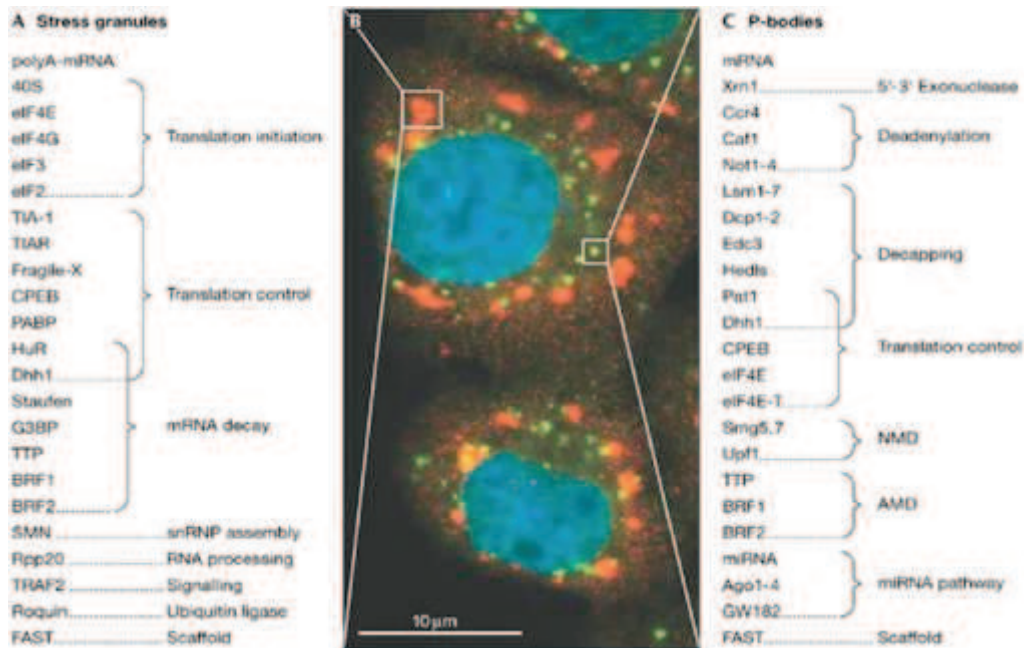 A Stress granules
polyA-mRNA
40S
eIF4E
eIF4G
eIF3
eIF2
Translation initiation
TIA-1
TIAR
Fragile-X
CPEB
PABP
HuR
Dhh1
Translation control
Staufen
G3BP
TTP
BRF1
BRF2
mRNA decay
SMN snRNP assembly
Rpp20 RNA processing
TRAF2 Signalling
Roquin Ubiquitin ligase
FAST Scaffold
B
10 µm
C P-bodies
mRNA
Xrn1 5'-3' Exonuclease
Ccr4
Caf1
Not1-4
Deadenylation
Lsm1-7
Dcp1-2
Edc3
Hedls
Pat1
Dhh1
Decapping
CPEB
eIF4E
eIF4E-T
Translation control
Smg5,7
Upf1
NMD
TTP
BRF1
BRF2
AMD
miRNA
Ago1-4
GW182
miRNA pathway
FAST Scaffold